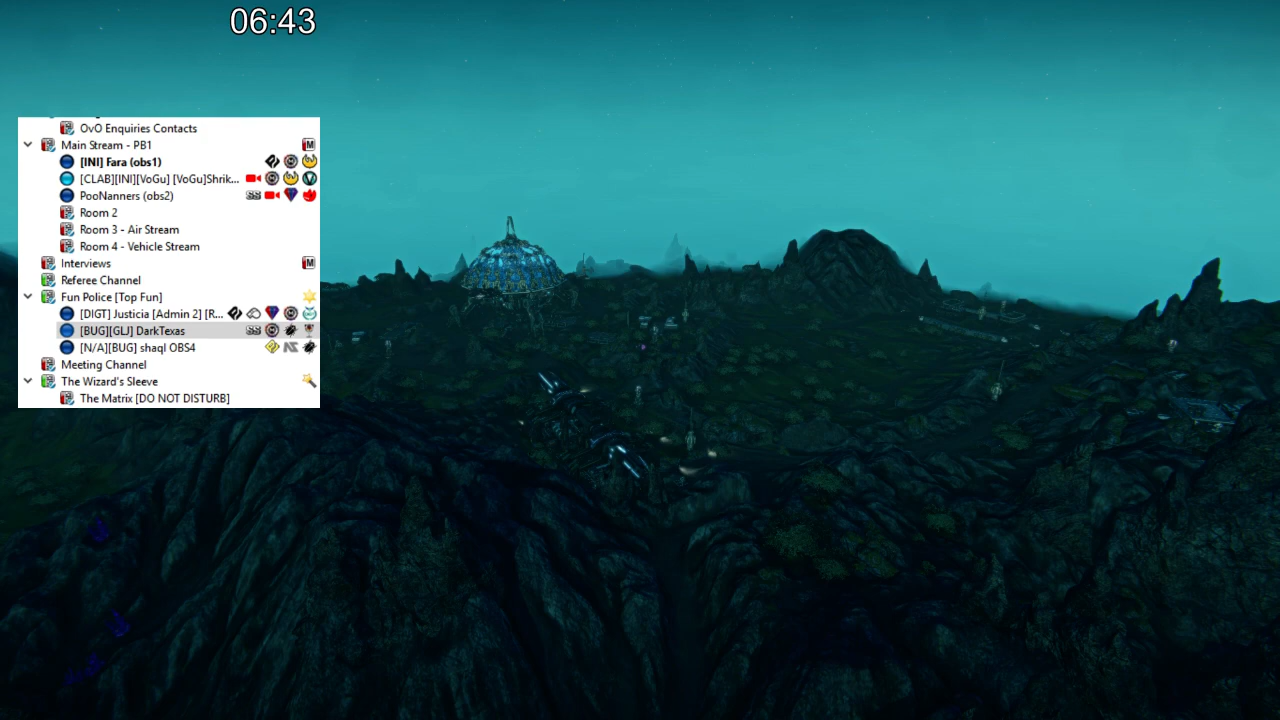 06:43
OvO Enquiries Contacts
Main Stream - PB1
M
[INI] Fara (obs1)
[CLAB][INI][VoGu] [VoGu]Shrik...
PooNanners (obs2)
Room 2
Room 3 - Air Stream
Room 4 - Vehicle Stream
Interviews
M
Referee Channel
Fun Police [Top Fun]
[DIGT] Justicia [Admin 2] [R...
[BUG][GLJ] DarkTexas
[N/A][BUG] shaql OBS4
Meeting Channel
The Wizard's Sleeve
The Matrix [DO NOT DISTURB]